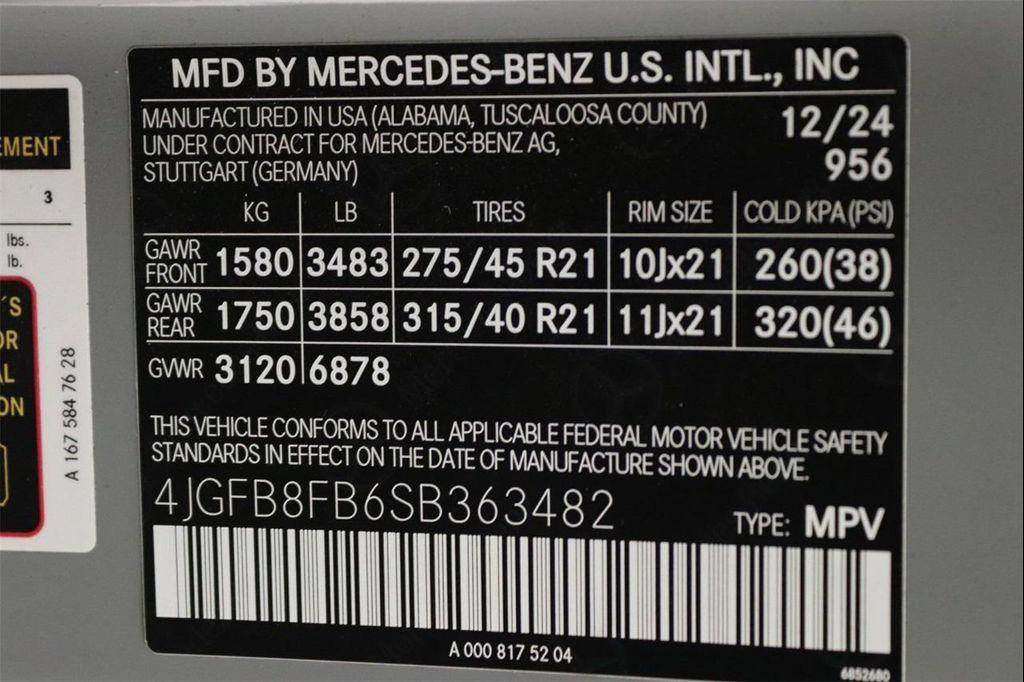 MFD BY MERCEDES-BENZ U.S. INTL., INC
MANUFACTURED IN USA (ALABAMA, TUSCALOOSA COUNTY) 12/24
UNDER CONTRACT FOR MERCEDES-BENZ AG, 956
STUTTGART (GERMANY)
KG LB TIRES RIM SIZE COLD KPA(PSI)
GAWR FRONT 1580 3483 275/45 R21 10Jx21 260(38)
GAWR REAR 1750 3858 315/40 R21 11Jx21 320(46)
GVWR 3120 6878
THIS VEHICLE CONFORMS TO ALL APPLICABLE FEDERAL MOTOR VEHICLE SAFETY
STANDARDS IN EFFECT ON THE DATE OF MANUFACTURE SHOWN ABOVE.
4JGFB8FB6SB363482
TYPE: MPV
A 000 817 52 04
6852680
EMENT
3
lbs.
lb.
´S
OR
AL
ON
A 167 584 76 28